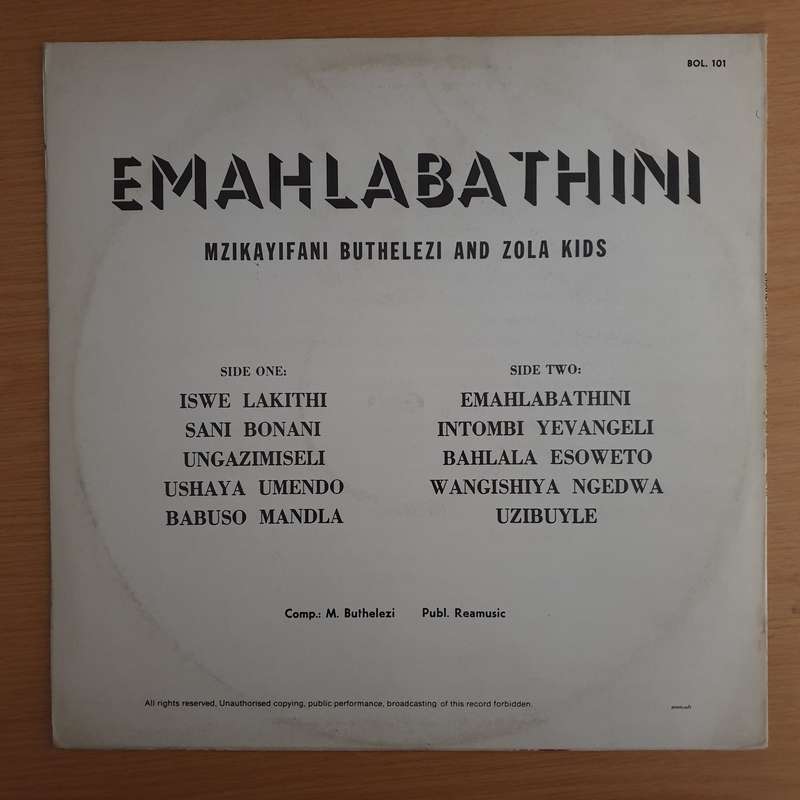 BOL. 101
EMAHLABATHINI
MZIKAYIFANI BUTHELEZI AND ZOLA KIDS
SIDE ONE:
ISWE LAKITHI
SANI BONANI
UNGAZIMISELI
USHAYA UMENDO
BABUSO MANDLA
SIDE TWO:
EMAHLABATHINI
INTOMBI YEVANGELI
BAHLALA ESOWETO
WANGISHIYA NGEDWA
UZIBUYLE
Comp.: M. Buthelezi Publ. Reamusic
All rights reserved, Unauthorised copying, public performance, broadcasting of this record forbidden.